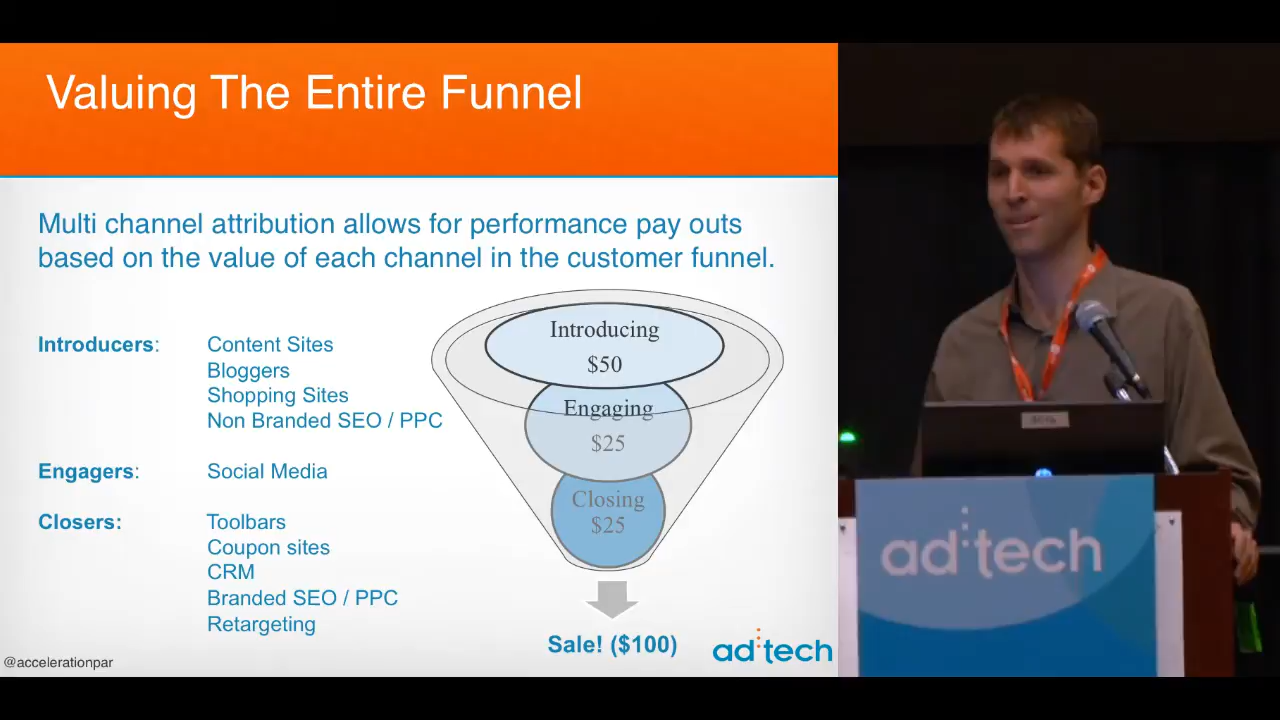 Valuing The Entire Funnel
Multi channel attribution allows for performance pay outs
based on the value of each channel in the customer funnel.
Introducers: Content Sites
Bloggers
Shopping Sites
Non Branded SEO / PPC
Engagers: Social Media
Closers: Toolbars
Coupon sites
CRM
Branded SEO / PPC
Retargeting
Introducing
$50
Engaging
$25
Closing
$25
Sale! ($100)
ad:tech
@accelerationpar
ad:tech